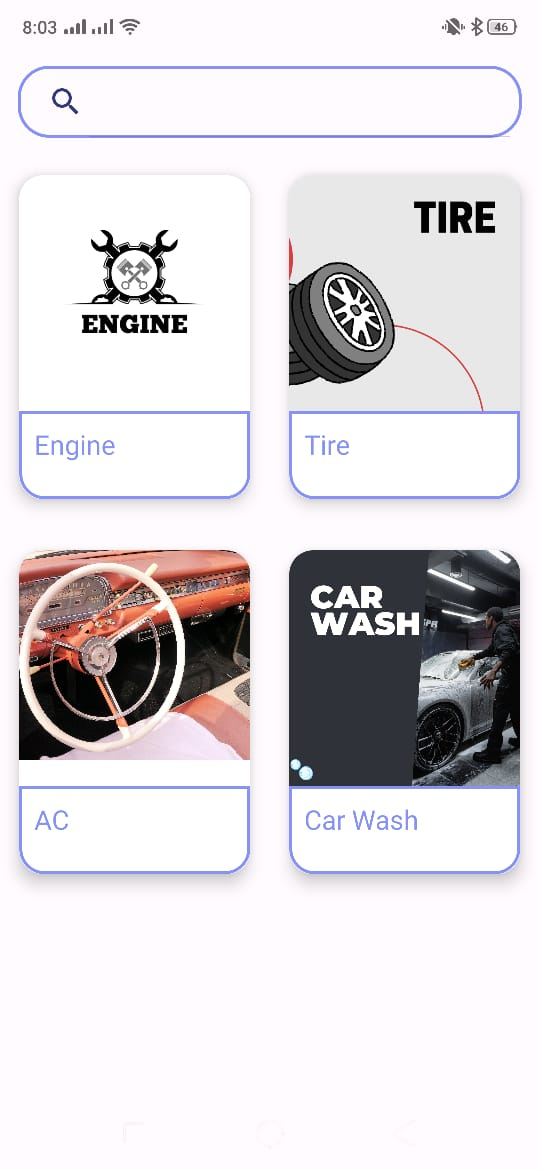 8:03
46
TIRE
ENGINE
Engine
Tire
CAR
WASH
AC
Car Wash